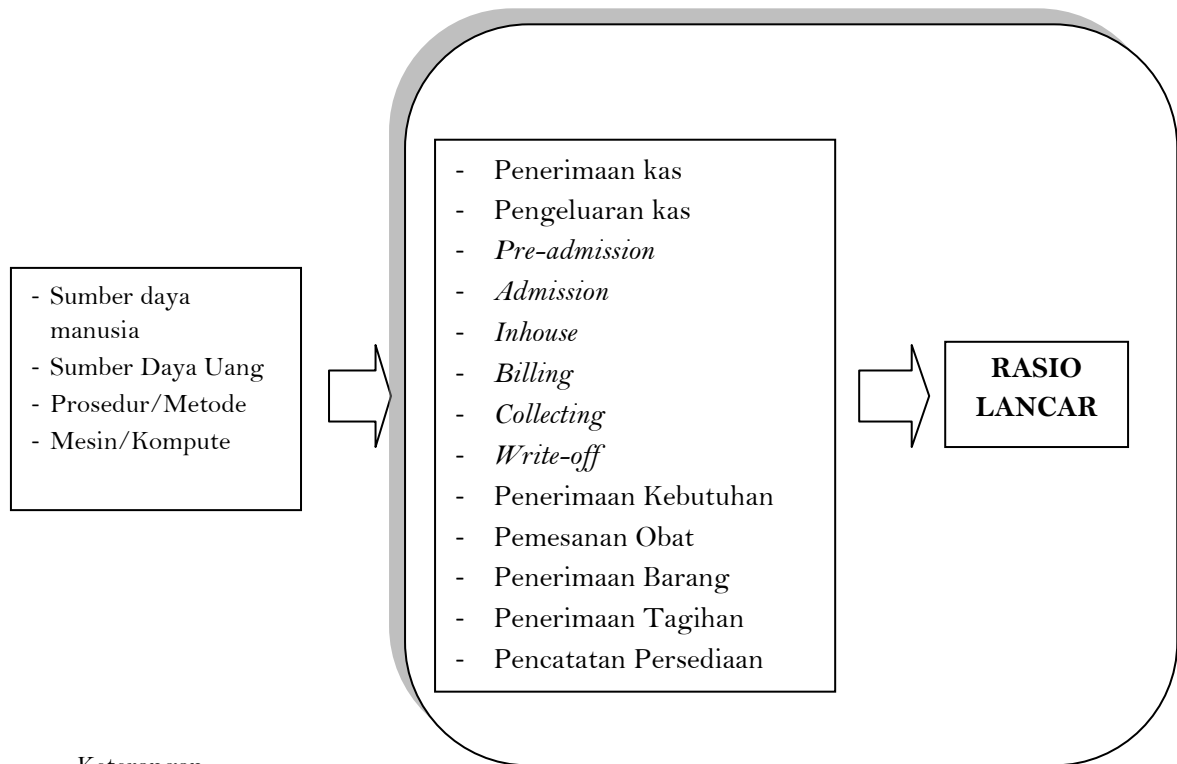 - Sumber daya
manusia
- Sumber Daya Uang
- Prosedur/Metode
- Mesin/Kompute
- Penerimaan kas
- Pengeluaran kas
- Pre-admission
- Admission
- Inhouse
- Billing
- Collecting
- Write-off
- Penerimaan Kebutuhan
- Pemesanan Obat
- Penerimaan Barang
- Penerimaan Tagihan
- Pencatatan Persediaan
RASIO
LANCAR